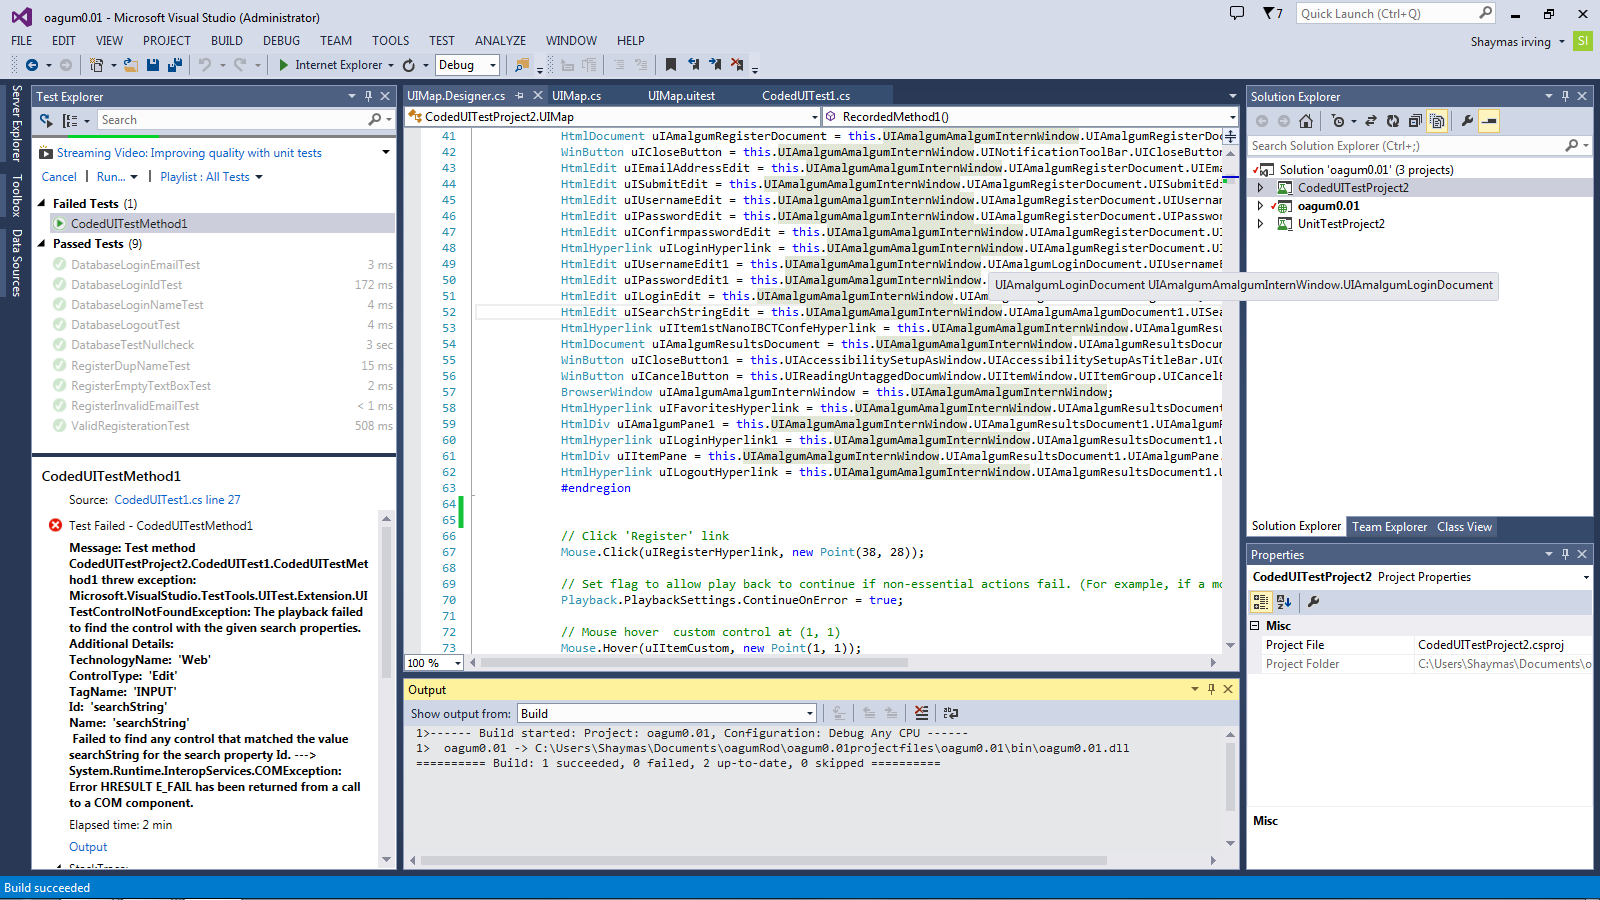 oagum0.01 - Microsoft Visual Studio (Administrator)
7
Quick Launch (Ctrl+Q)
FILE EDIT VIEW PROJECT BUILD DEBUG TEAM TOOLS TEST ANALYZE WINDOW HELP
Shaymas irving
SI
Internet Explorer
Debug
Server Explorer
Toolbox
Data Sources
Test Explorer
Search
Streaming Video: Improving quality with unit tests
Cancel | Run... | Playlist : All Tests
Failed Tests (1)
CodedUITestMethod1
Passed Tests (9)
DatabaseLoginEmailTest 3 ms
DatabaseLoginIdTest 172 ms
DatabaseLoginNameTest 4 ms
DatabaseLogoutTest 4 ms
DatabaseTestNullcheck 3 sec
RegisterDupNameTest 15 ms
RegisterEmptyTextBoxTest 2 ms
RegisterInvalidEmailTest < 1 ms
ValidRegisterationTest 508 ms
CodedUITestMethod1
Source: CodedUITest1.cs line 27
Test Failed - CodedUITestMethod1
Message: Test method
CodedUITestProject2.CodedUITest1.CodedUITestMet
hod1 threw exception:
Microsoft.VisualStudio.TestTools.UITest.Extension.UI
TestControlNotFoundException: The playback failed
to find the control with the given search properties.
Additional Details:
TechnologyName: 'Web'
ControlType: 'Edit'
TagName: 'INPUT'
Id: 'searchString'
Name: 'searchString'
Failed to find any control that matched the value
searchString for the search property Id. --->
System.Runtime.InteropServices.COMException:
Error HRESULT E_FAIL has been returned from a call
to a COM component.
Elapsed time: 2 min
Output
UIMap.Designer.cs UIMap.cs UIMap.uitest CodedUITest1.cs
CodedUITestProject2.UIMap RecordedMethod1()
41 HtmlDocument uIAmalgumRegisterDocument = this.UIAmalgumAmalgumInternWindow.UIAmalgumRegisterDo
42 WinButton uICloseButton = this.UIAmalgumAmalgumInternWindow.UINotificationToolBar.UICloseButton
43 HtmlEdit uIEmailAddressEdit = this.UIAmalgumAmalgumInternWindow.UIAmalgumRegisterDocument.UIEma
44 HtmlEdit uISubmitEdit = this.UIAmalgumAmalgumInternWindow.UIAmalgumRegisterDocument.UISubmitEdi
45 HtmlEdit uIUsernameEdit = this.UIAmalgumAmalgumInternWindow.UIAmalgumRegisterDocument.UIUsernam
46 HtmlEdit uIPasswordEdit = this.UIAmalgumAmalgumInternWindow.UIAmalgumRegisterDocument.UIPasswor
47 HtmlEdit uIConfirmpasswordEdit = this.UIAmalgumAmalgumInternWindow.UIAmalgumRegisterDocument.UI
48 HtmlHyperlink uILoginHyperlink = this.UIAmalgumAmalgumInternWindow.UIAmalgumRegisterDocument.UI
49 HtmlEdit uIUsernameEdit1 = this.UIAmalgumAmalgumInternWindow.UIAmalgumLoginDocument.UIUsernameE
50 HtmlEdit uIPasswordEdit1 = this.UIAmalgumAmalgumInternWindow.
51 HtmlEdit uILoginEdit = this.UIAmalgumAmalgumInternWindow.UIAm
52 HtmlEdit uISearchStringEdit = this.UIAmalgumAmalgumInternWindow.UIAmalgumAmalgumDocument1.UISea
53 HtmlHyperlink uIItem1stNanoIBCTConfeHyperlink = this.UIAmalgumAmalgumInternWindow.UIAmalgumResu
54 HtmlDocument uIAmalgumResultsDocument = this.UIAmalgumAmalgumInternWindow.UIAmalgumResultsDocum
55 WinButton uICloseButton1 = this.UIAccessibilitySetupAsWindow.UIAccessibilitySetupAsTitleBar.UIC
56 WinButton uICancelButton = this.UIReadingUntaggedDocumWindow.UIItemWindow.UIItemGroup.UICancelB
57 BrowserWindow uIAmalgumAmalgumInternWindow = this.UIAmalgumAmalgumInternWindow;
58 HtmlHyperlink uIFavoritesHyperlink = this.UIAmalgumAmalgumInternWindow.UIAmalgumResultsDocument
59 HtmlDiv uIAmalgumPane1 = this.UIAmalgumAmalgumInternWindow.UIAmalgumResultsDocument1.UIAmalgumP
60 HtmlHyperlink uILoginHyperlink1 = this.UIAmalgumAmalgumInternWindow.UIAmalgumResultsDocument1.U
61 HtmlDiv uIItemPane = this.UIAmalgumAmalgumInternWindow.UIAmalgumResultsDocument1.UIAmalgumPane.
62 HtmlHyperlink uILogoutHyperlink = this.UIAmalgumAmalgumInternWindow.UIAmalgumResultsDocument1.U
63 #endregion
64
65
66 // Click 'Register' link
67 Mouse.Click(uIRegisterHyperlink, new Point(38, 28));
68
69 // Set flag to allow play back to continue if non-essential actions fail. (For example, if a mo
70 Playback.PlaybackSettings.ContinueOnError = true;
71
72 // Mouse hover custom control at (1, 1)
73 Mouse.Hover(uIItemCustom, new Point(1, 1));
UIAmalgumLoginDocument UIAmalgumAmalgumInternWindow.UIAmalgumLoginDocument
100 %
Output
Show output from: Build
1>------ Build started: Project: oagum0.01, Configuration: Debug Any CPU ------
1> oagum0.01 -> C:\Users\Shaymas\Documents\oagumRod\oagum0.01projectfiles\oagum0.01\bin\oagum0.01.dll
========== Build: 1 succeeded, 0 failed, 2 up-to-date, 0 skipped ==========
Solution Explorer
Search Solution Explorer (Ctrl+;)
Solution 'oagum0.01' (3 projects)
CodedUITestProject2
oagum0.01
UnitTestProject2
Solution Explorer Team Explorer Class View
Properties
CodedUITestProject2 Project Properties
Misc
Project File CodedUITestProject2.csproj
Project Folder C:\Users\Shaymas\Documents\o
Misc
Build succeeded